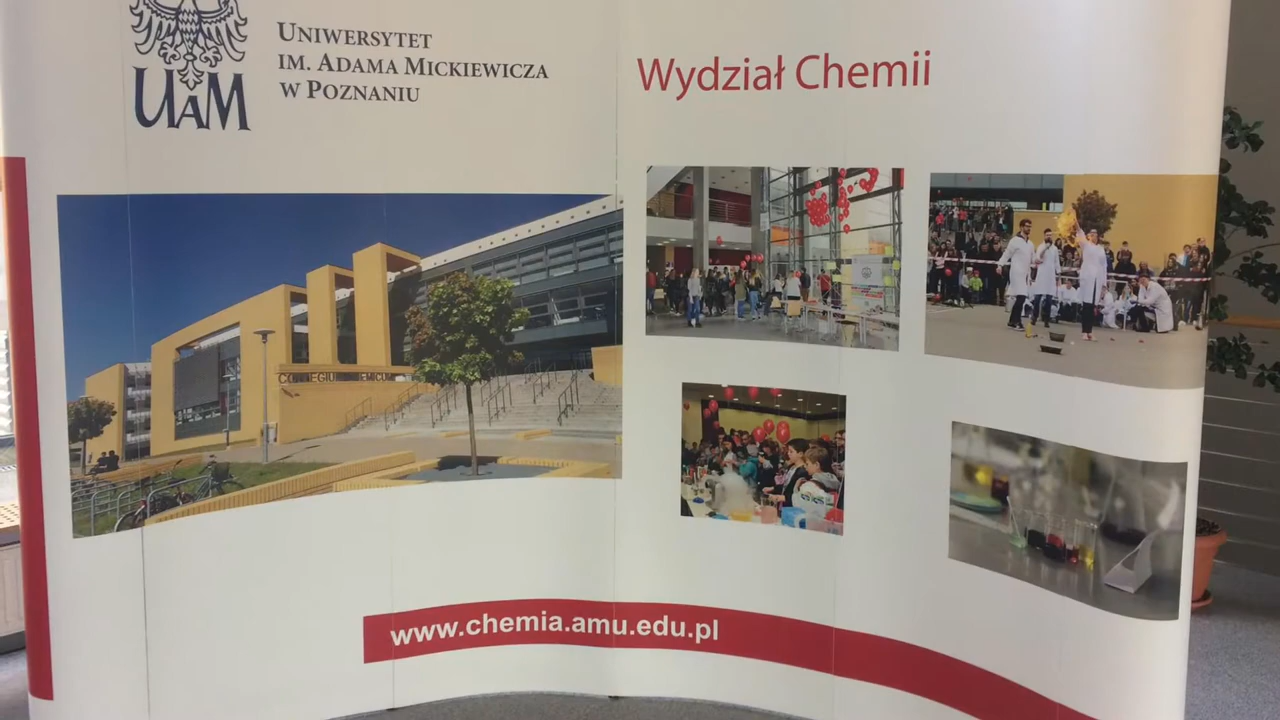 UAM
UNIWERSYTET
IM. ADAMA MICKIEWICZA
W POZNANIU
Wydział Chemii
www.chemia.amu.edu.pl